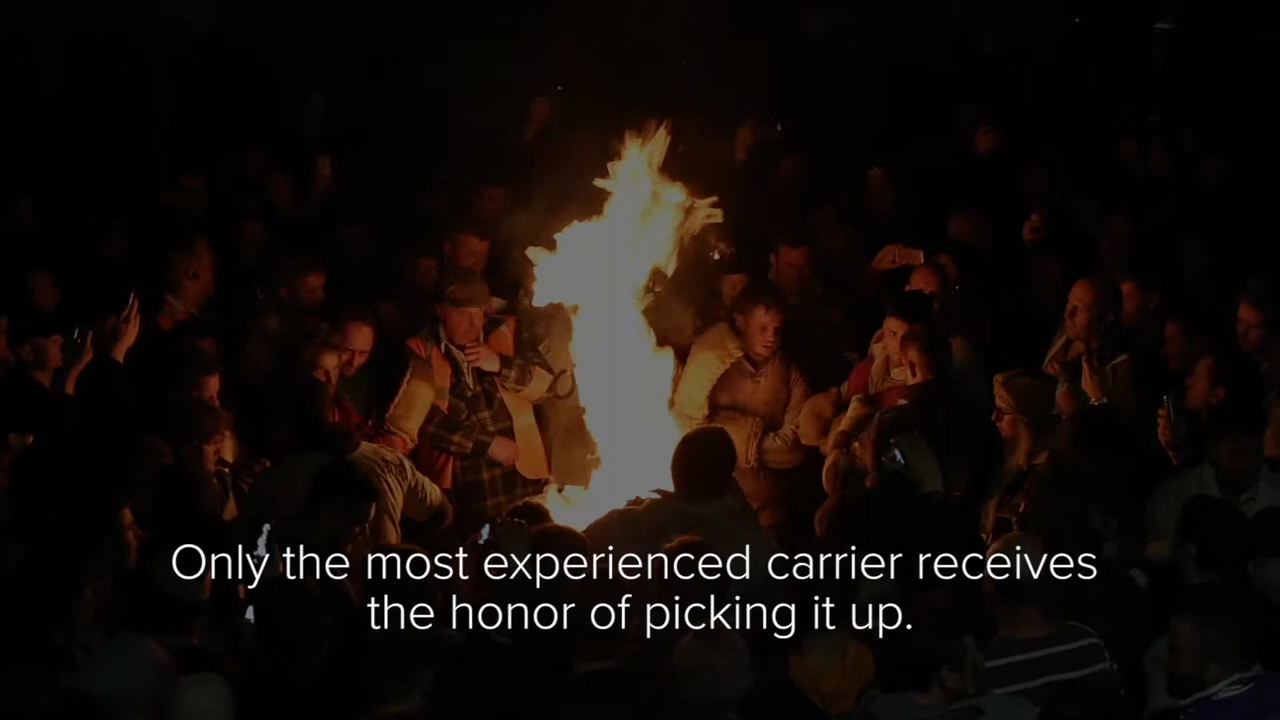 Only the most experienced carrier receives
the honor of picking it up.